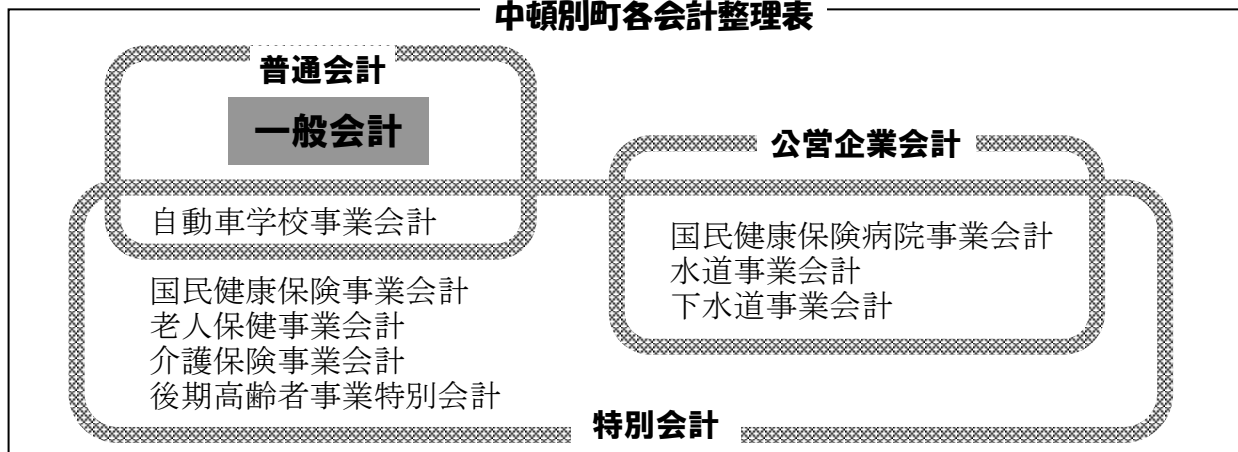 中頓別町各会計整理表
普通会計
一般会計
公営企業会計
自動車学校事業会計
国民健康保険病院事業会計
水道事業会計
下水道事業会計
国民健康保険事業会計
老人保健事業会計
介護保険事業会計
後期高齢者事業特別会計
特別会計